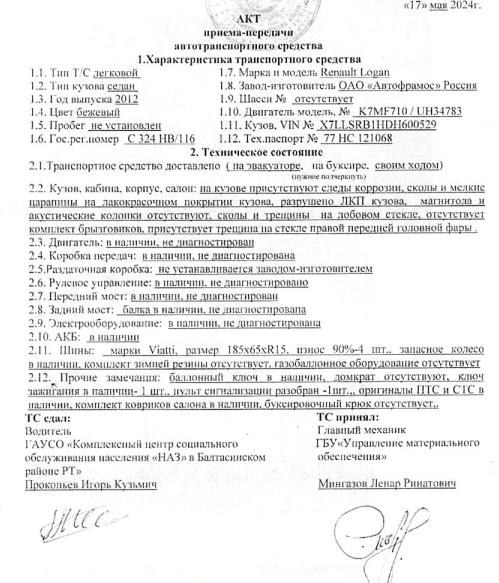 «17» мая 2024г.
АКТ
приема-передачи
автотранспортного средства
1.Характеристика транспортного средства
1.1. Тип Т/С легковой 1.7. Марка и модель Renault Logan
1.2. Тип кузова седан 1.8. Завод-изготовитель ОАО «Автофрамос» Россия
1.3. Год выпуска 2012 1.9. Шасси № отсутствует
1.4. Цвет бежевый 1.10. Двигатель модель, № K7MF710 / UH34783
1.5. Пробег не установлен 1.11. Кузов, VIN № X7LLSRB1HDH600529
1.6. Гос.рег.номер С 324 НВ/116 1.12. Тех.паспорт № 77 НС 121068
2. Техническое состояние
2.1.Транспортное средство доставлено ( на эвакуаторе, на буксире, своим ходом)
(нужное подчеркнуть)
2.2. Кузов, кабина, корпус, салон: на кузове присутствуют следы коррозии, сколы и мелкие
царапины на лакокрасочном покрытии кузова, разрушено ЛКП кузова, магнитола и
акустические колонки отсутствуют, сколы и трещины на лобовом стекле, отсутствует
комплект брызговиков, присутствует трещина на стекле правой передней головной фары .
2.3. Двигатель: в наличии, не диагностирован
2.4. Коробка передач: в наличии, не диагностирована
2.5.Раздаточная коробка: не устанавливается заводом-изготовителем
2.6. Рулевое управление: в наличии, не диагностировано
2.7. Передний мост: в наличии, не диагностирован
2.8. Задний мост: балка в наличии, не диагностирована
2.9. Электрооборудование: в наличии, не диагностирована
2.10. АКБ: в наличии
2.11. Шины: марки Viatti, размер 185х65хR15, износ 90%-4 шт., запасное колесо
в наличии, комплект зимней резины отсутствует, газобаллонное оборудование отсутствует
2.12. Прочие замечания: баллонный ключ в наличии, домкрат отсутствуют, ключ
зажигания в наличии- 1 шт., пульт сигнализации разобран -1шт., оригиналы ПТС и СТС в
наличии, комплект ковриков салона в наличии, буксировочный крюк отсутствует..
ТС сдал: ТС принял:
Водитель Главный механик
ГАУСО «Комплексный центр социального ГБУ«Управление материального
обслуживания населения «НАЗ» в Балтасинском обеспечения»
районе РТ»
Прокопьев Игорь Кузьмич Мингазов Ленар Ринатович